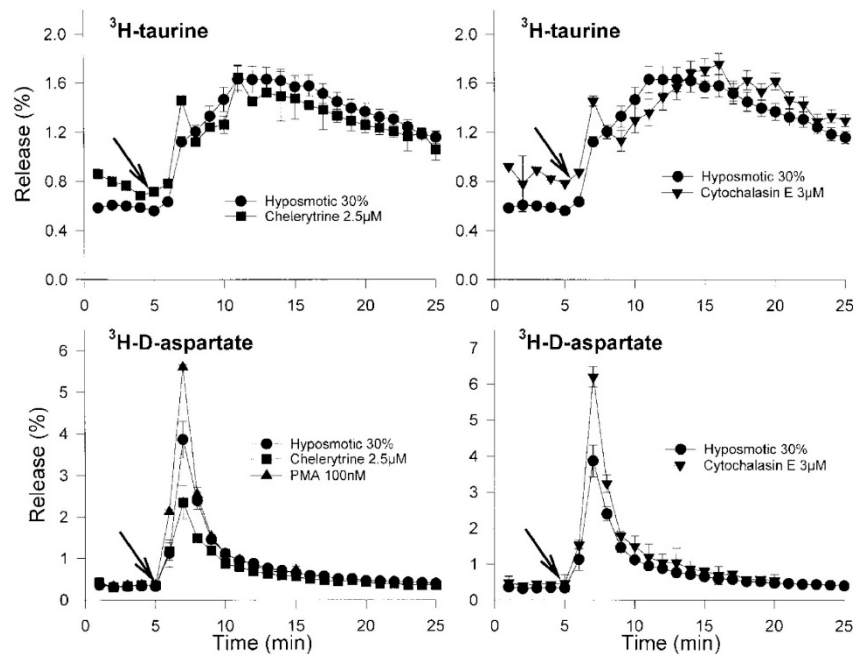 ³H-taurine
2.0
1.6
1.2
0.8
0.4
0.0
Release (%)
Hyposmotic 30%
Chelerytrine 2.5µM
0 5 10 15 20 25
³H-taurine
2.0
1.6
1.2
0.8
0.4
0.0
Hyposmotic 30%
Cytochalasin E 3µM
0 5 10 15 20 25
³H-D-aspartate
6
5
4
3
2
1
0
Release (%)
Hyposmotic 30%
Chelerytrine 2.5µM
PMA 100nM
0 5 10 15 20 25
Time (min)
³H-D-aspartate
7
6
5
4
3
2
1
0
Hyposmotic 30%
Cytochalasin E 3µM
0 5 10 15 20 25
Time (min)